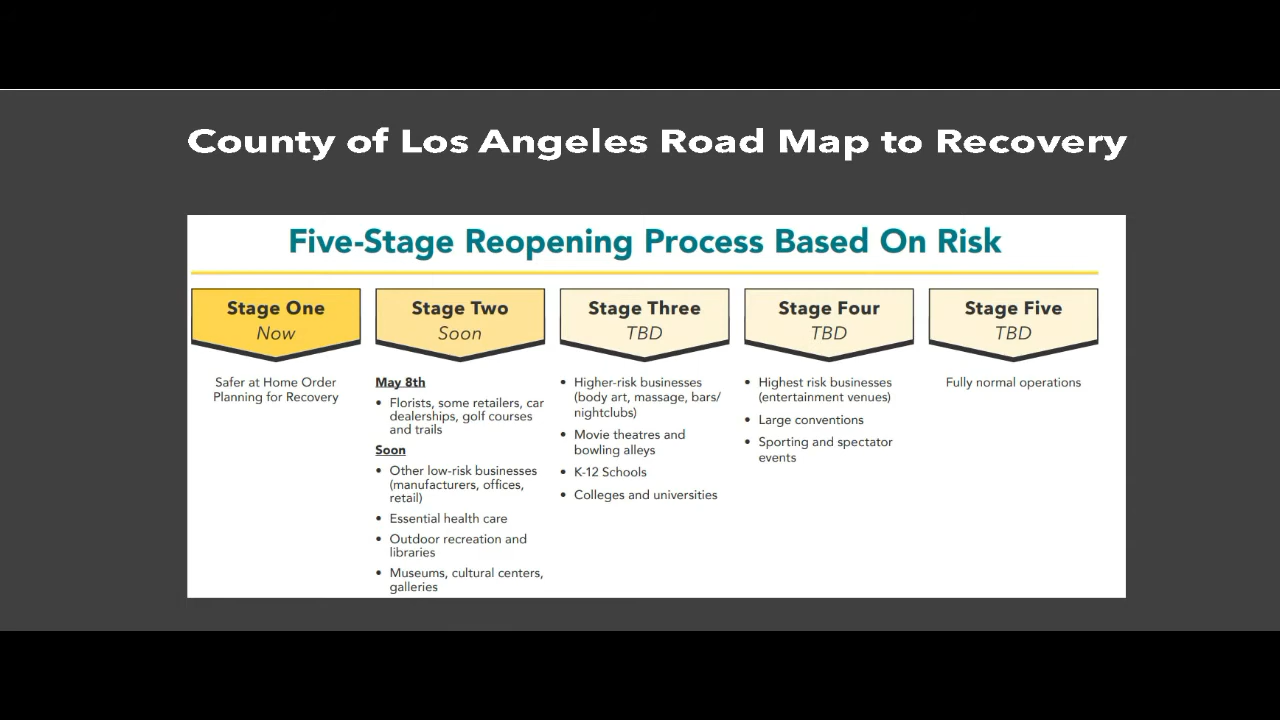 County of Los Angeles Road Map to Recovery
Five-Stage Reopening Process Based On Risk
Stage One
Now
Safer at Home Order
Planning for Recovery
Stage Two
Soon
May 8th
• Florists, some retailers, car
dealerships, golf courses
and trails
Soon
• Other low-risk businesses
(manufacturers, offices,
retail)
• Essential health care
• Outdoor recreation and
libraries
• Museums, cultural centers,
galleries
Stage Three
TBD
• Higher-risk businesses
(body art, massage, bars/
nightclubs)
• Movie theatres and
bowling alleys
• K-12 Schools
• Colleges and universities
Stage Four
TBD
• Highest risk businesses
(entertainment venues)
• Large conventions
• Sporting and spectator
events
Stage Five
TBD
Fully normal operations